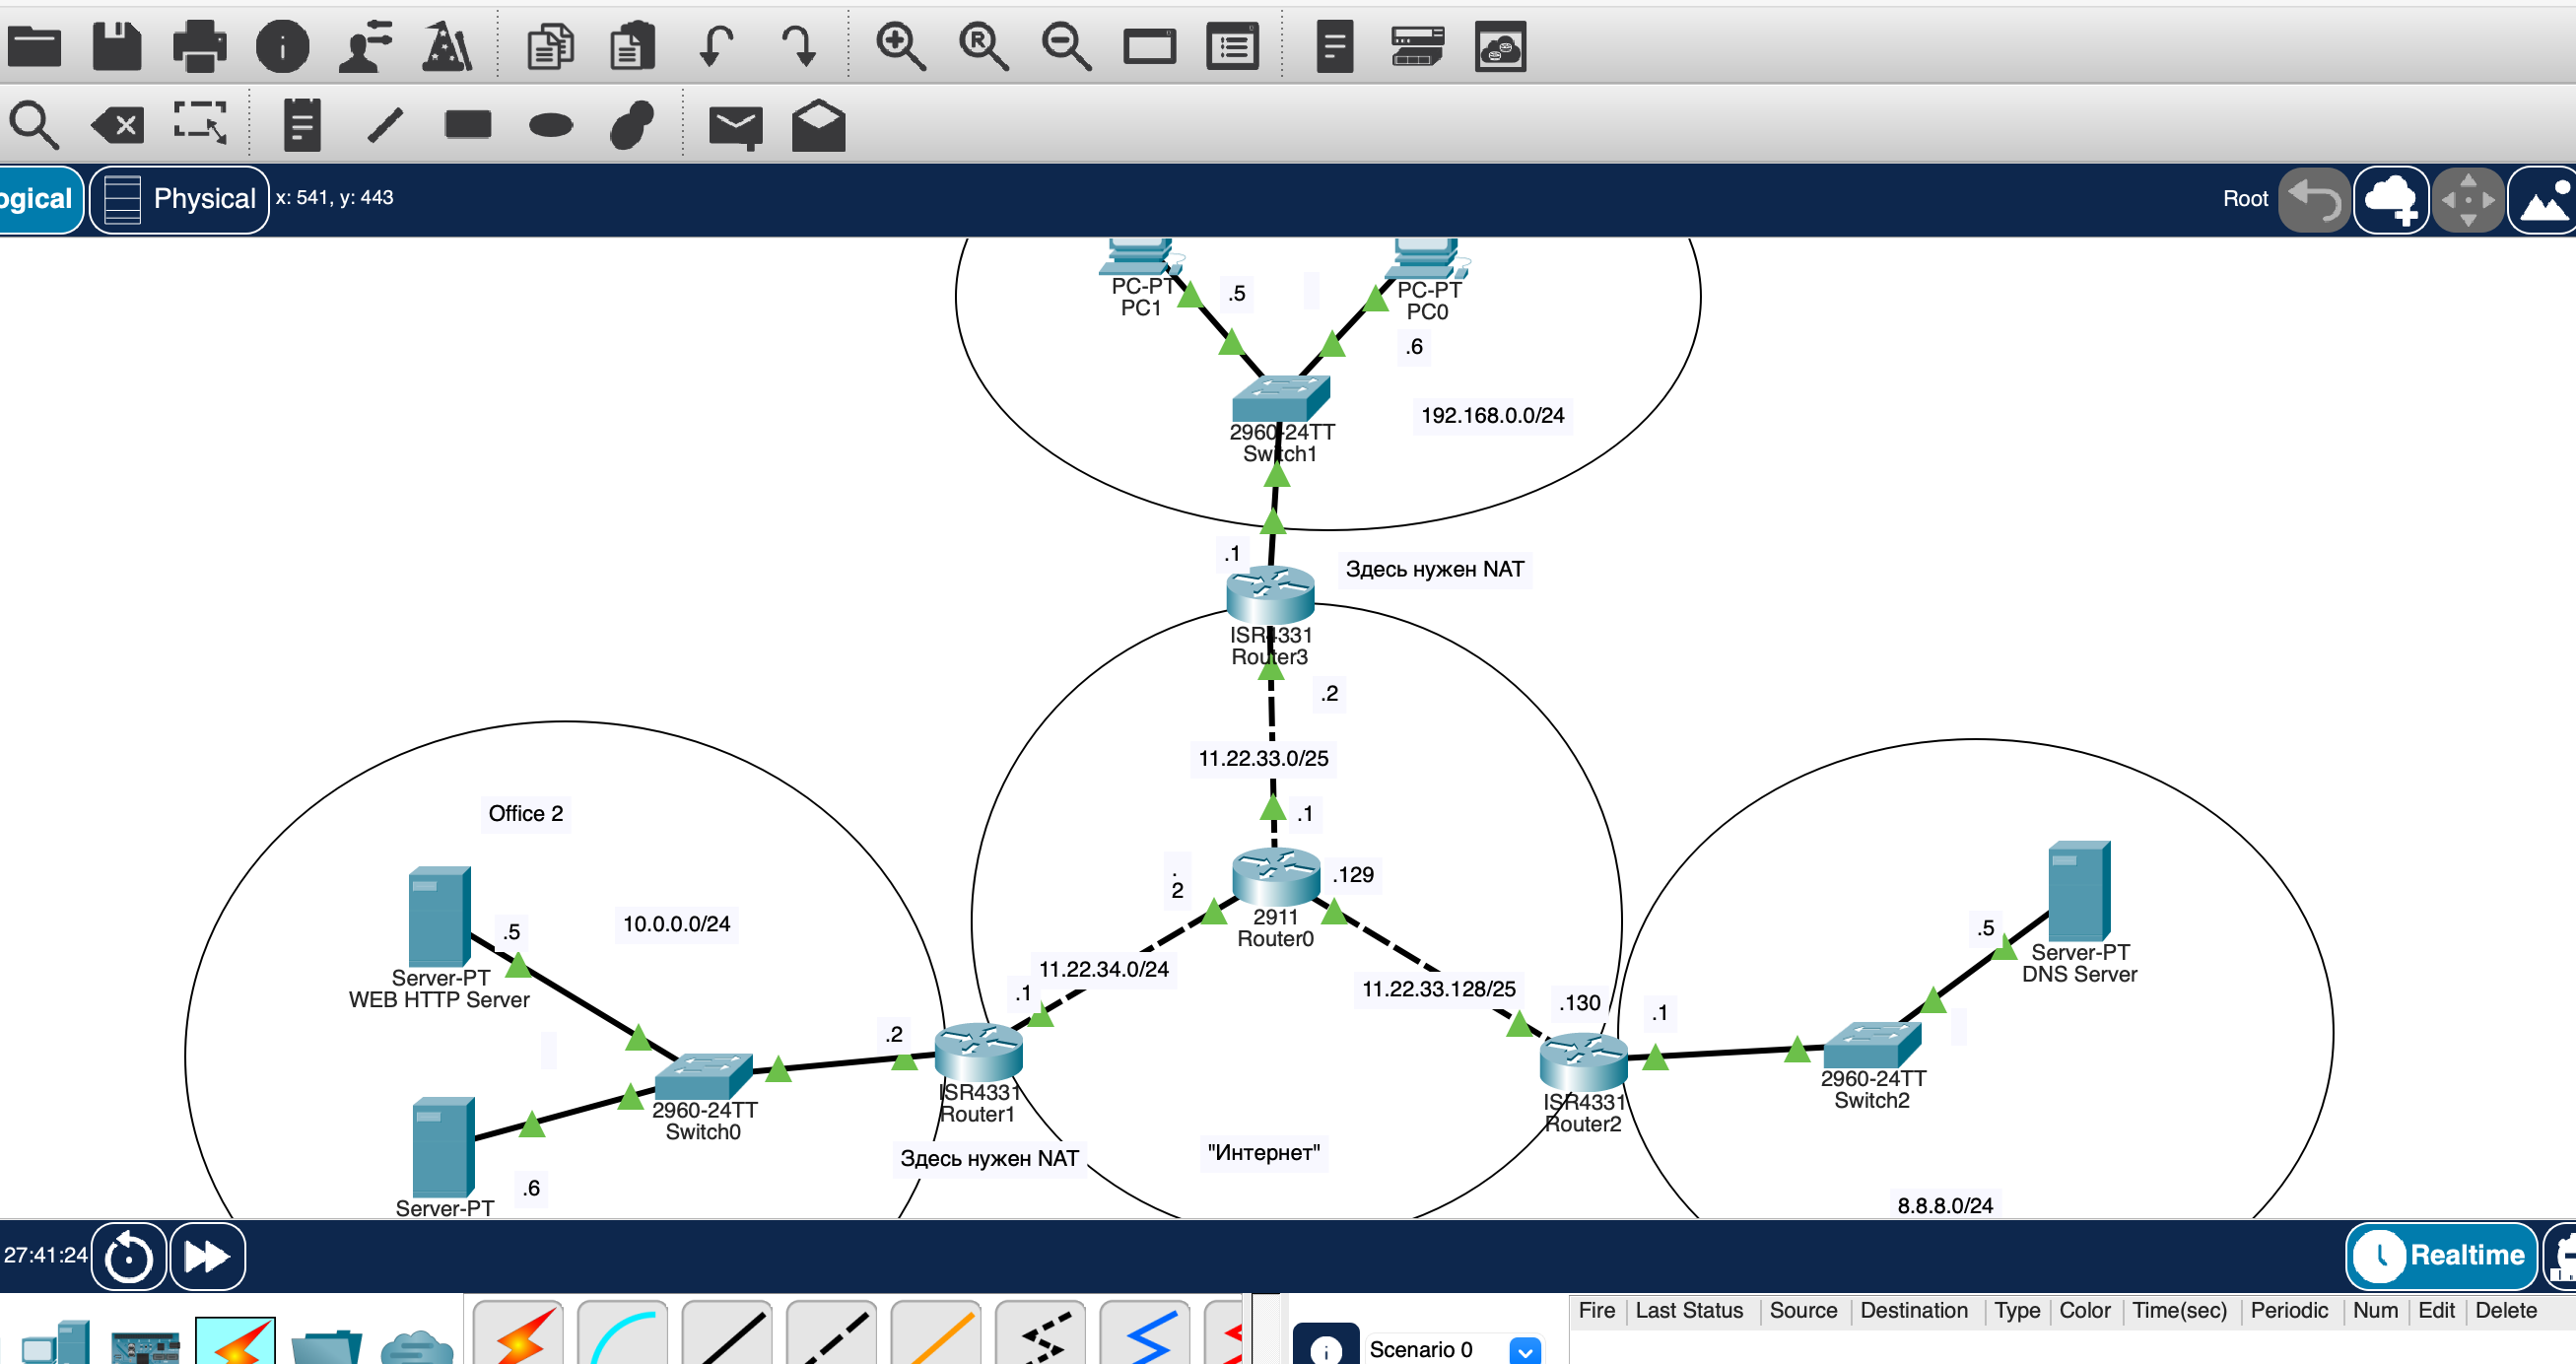 ogical
Physical
x: 541, y: 443
Root
PC-PT
PC1
.5
PC-PT
PC0
.6
2960-24TT
Switch1
192.168.0.0/24
.1
Здесь нужен NAT
ISR4331
Router3
.2
11.22.33.0/25
.1
Office 2
.5
10.0.0.0/24
Server-PT
WEB HTTP Server
.
2
.129
2911
Router0
11.22.34.0/24
.1
11.22.33.128/25
.130
.1
.5
Server-PT
DNS Server
.2
ISR4331
Router1
ISR4331
Router2
2960-24TT
Switch2
2960-24TT
Switch0
Здесь нужен NAT
"Интернет"
.6
Server-PT
8.8.8.0/24
27:41:24
Realtime
Fire Last Status Source Destination Type Color Time(sec) Periodic Num Edit Delete
Scenario 0